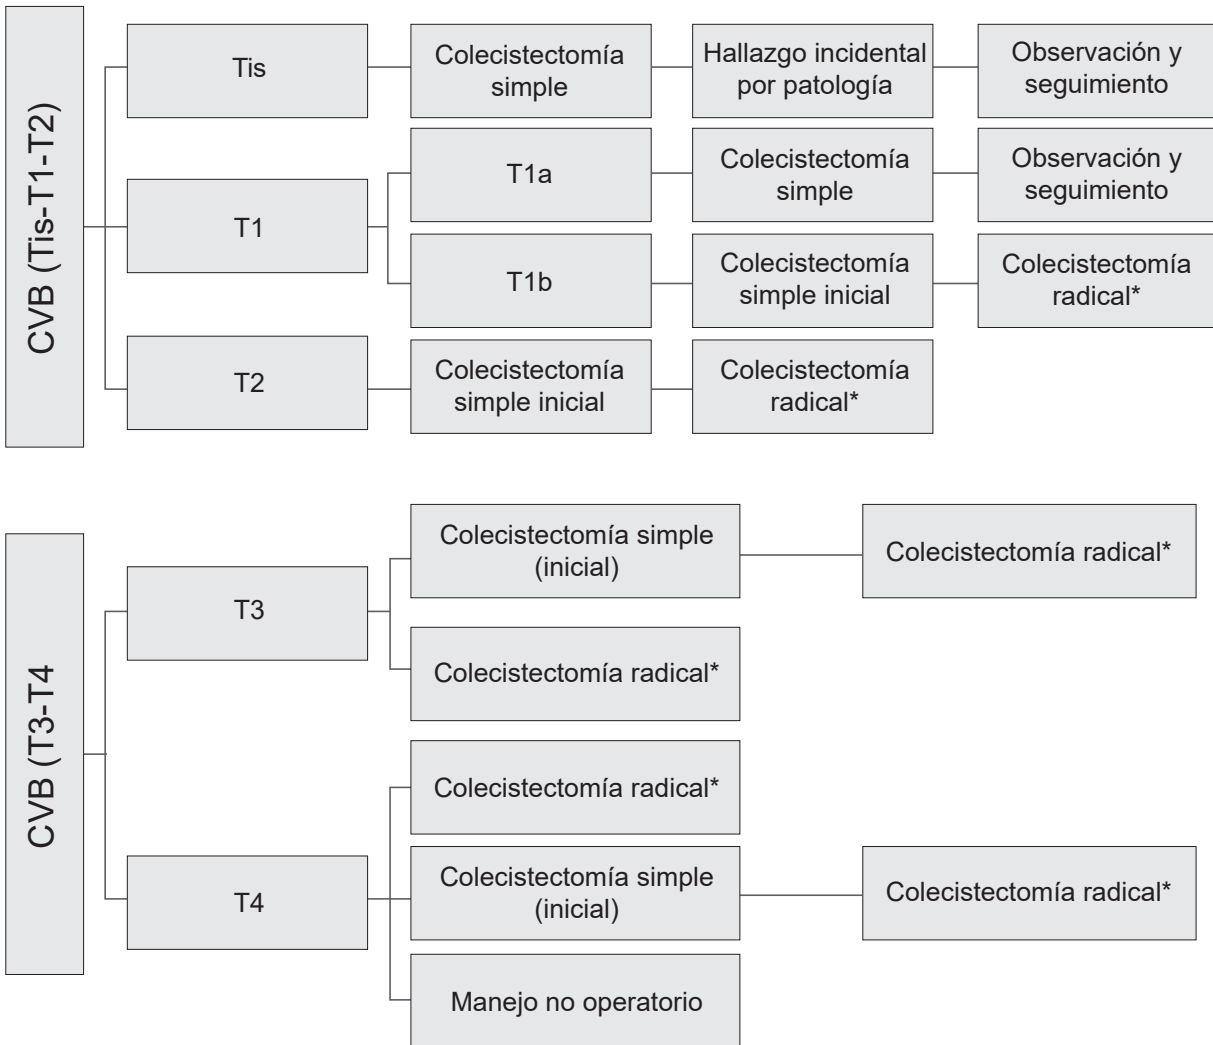 CVB (Tis-T1-T2)
Tis
Colecistectomía
simple
Hallazgo incidental
por patología
Observación y
seguimiento
T1
T1a
Colecistectomía
simple
Observación y
seguimiento
T1b
Colecistectomía
simple inicial
Colecistectomía
radical*
T2
Colecistectomía
simple inicial
Colecistectomía
radical*
CVB (T3-T4
T3
Colecistectomía simple
(inicial)
Colecistectomía radical*
Colecistectomía radical*
T4
Colecistectomía radical*
Colecistectomía simple
(inicial)
Colecistectomía radical*
Manejo no operatorio